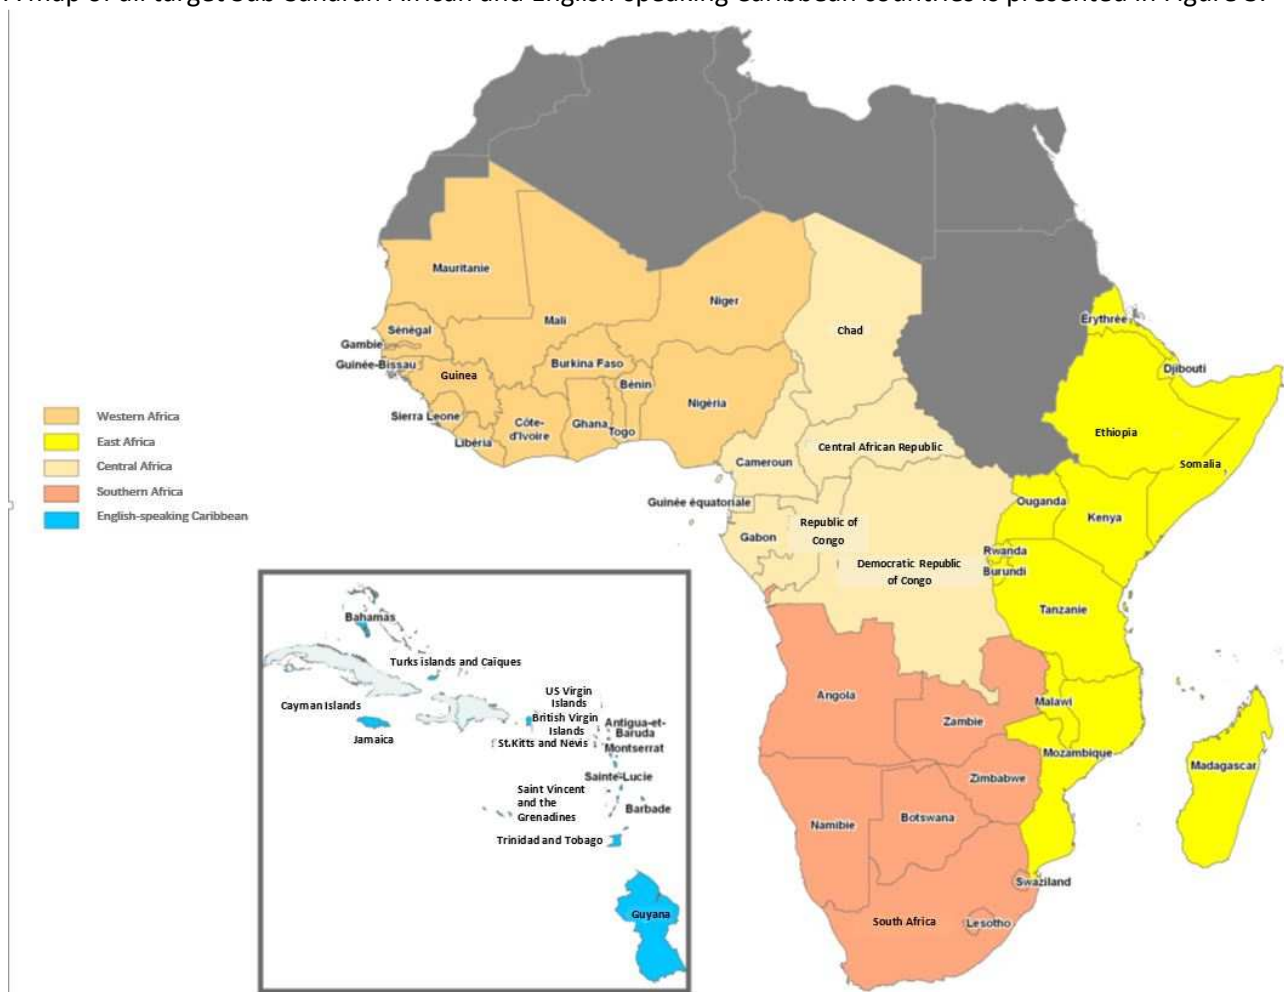 A map of all target Sub-Saharan African and English-speaking Caribbean countries is presented in Figure
Mauritanie
Niger
Mali
Chad
Sénégal
Érythrée
Gambie
Guinée-Bissau
Guinea
Burkina Faso
Djibouti
Bénin
Nigéria
Sierra Leone
Côte-
d'Ivoire
Ghana
Togo
Libéria
Ethiopia
Central African Republic
Cameroun
Somalia
Guinée équatoriale
Ouganda
Kenya
Republic of
Congo
Gabon
Rwanda
Democratic Republic
of Congo
Burundi
Tanzanie
Angola
Malawi
Zambie
Mozambique
Madagascar
Zimbabwe
Botswana
Namibie
Swaziland
South Africa
Lesotho
Western Africa
East Africa
Central Africa
Southern Africa
English-speaking Caribbean
Bahamas
Turks islands and Caïques
US Virgin
Islands
Cayman Islands
British Virgin
Islands
Antigua-et-
Baruda
Jamaica
St.Kitts and Nevis
Montserrat
Sainte-Lucie
Saint Vincent
and the
Grenadines
Barbade
Trinidad and Tobago
Guyana